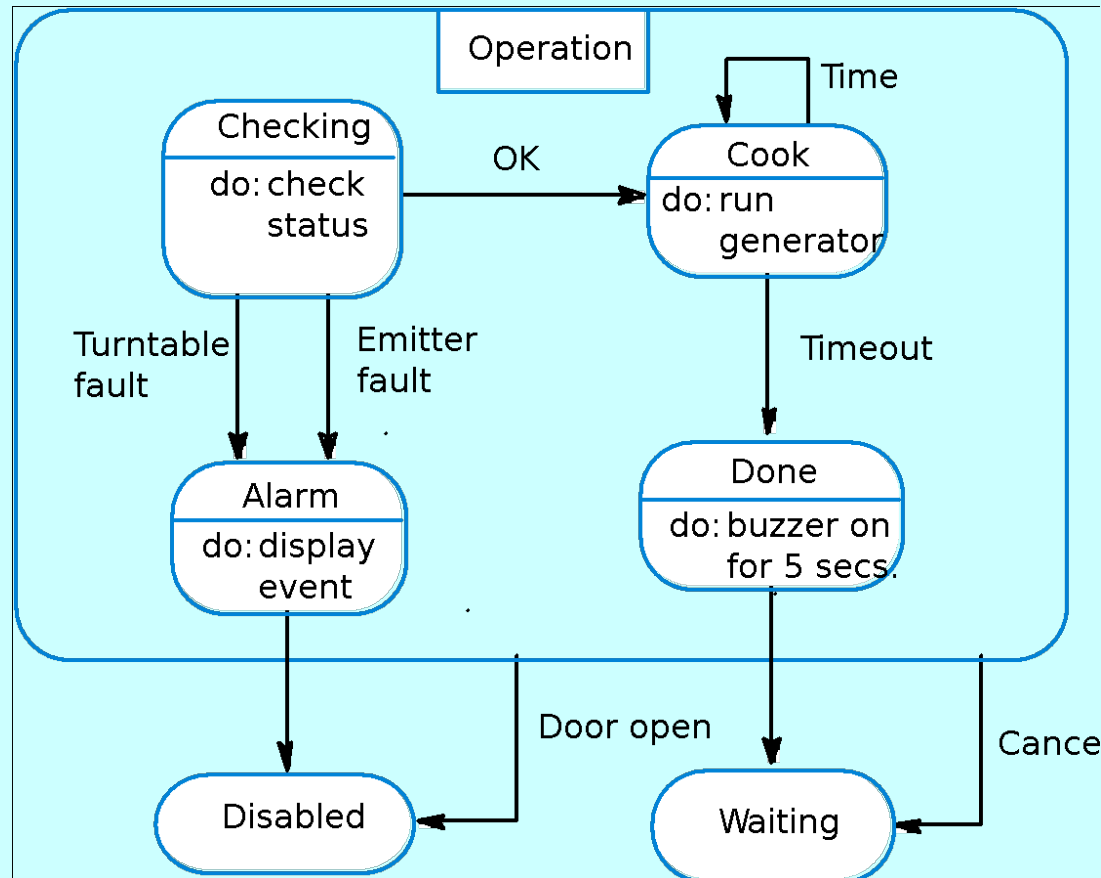 Operation
Time
Checking
do: check
status
OK
Cook
do: run
generator
Turntable
fault
Emitter
fault
Timeout
Alarm
do: display
event
Done
do: buzzer on
for 5 secs.
Door open
Cance
Disabled
Waiting